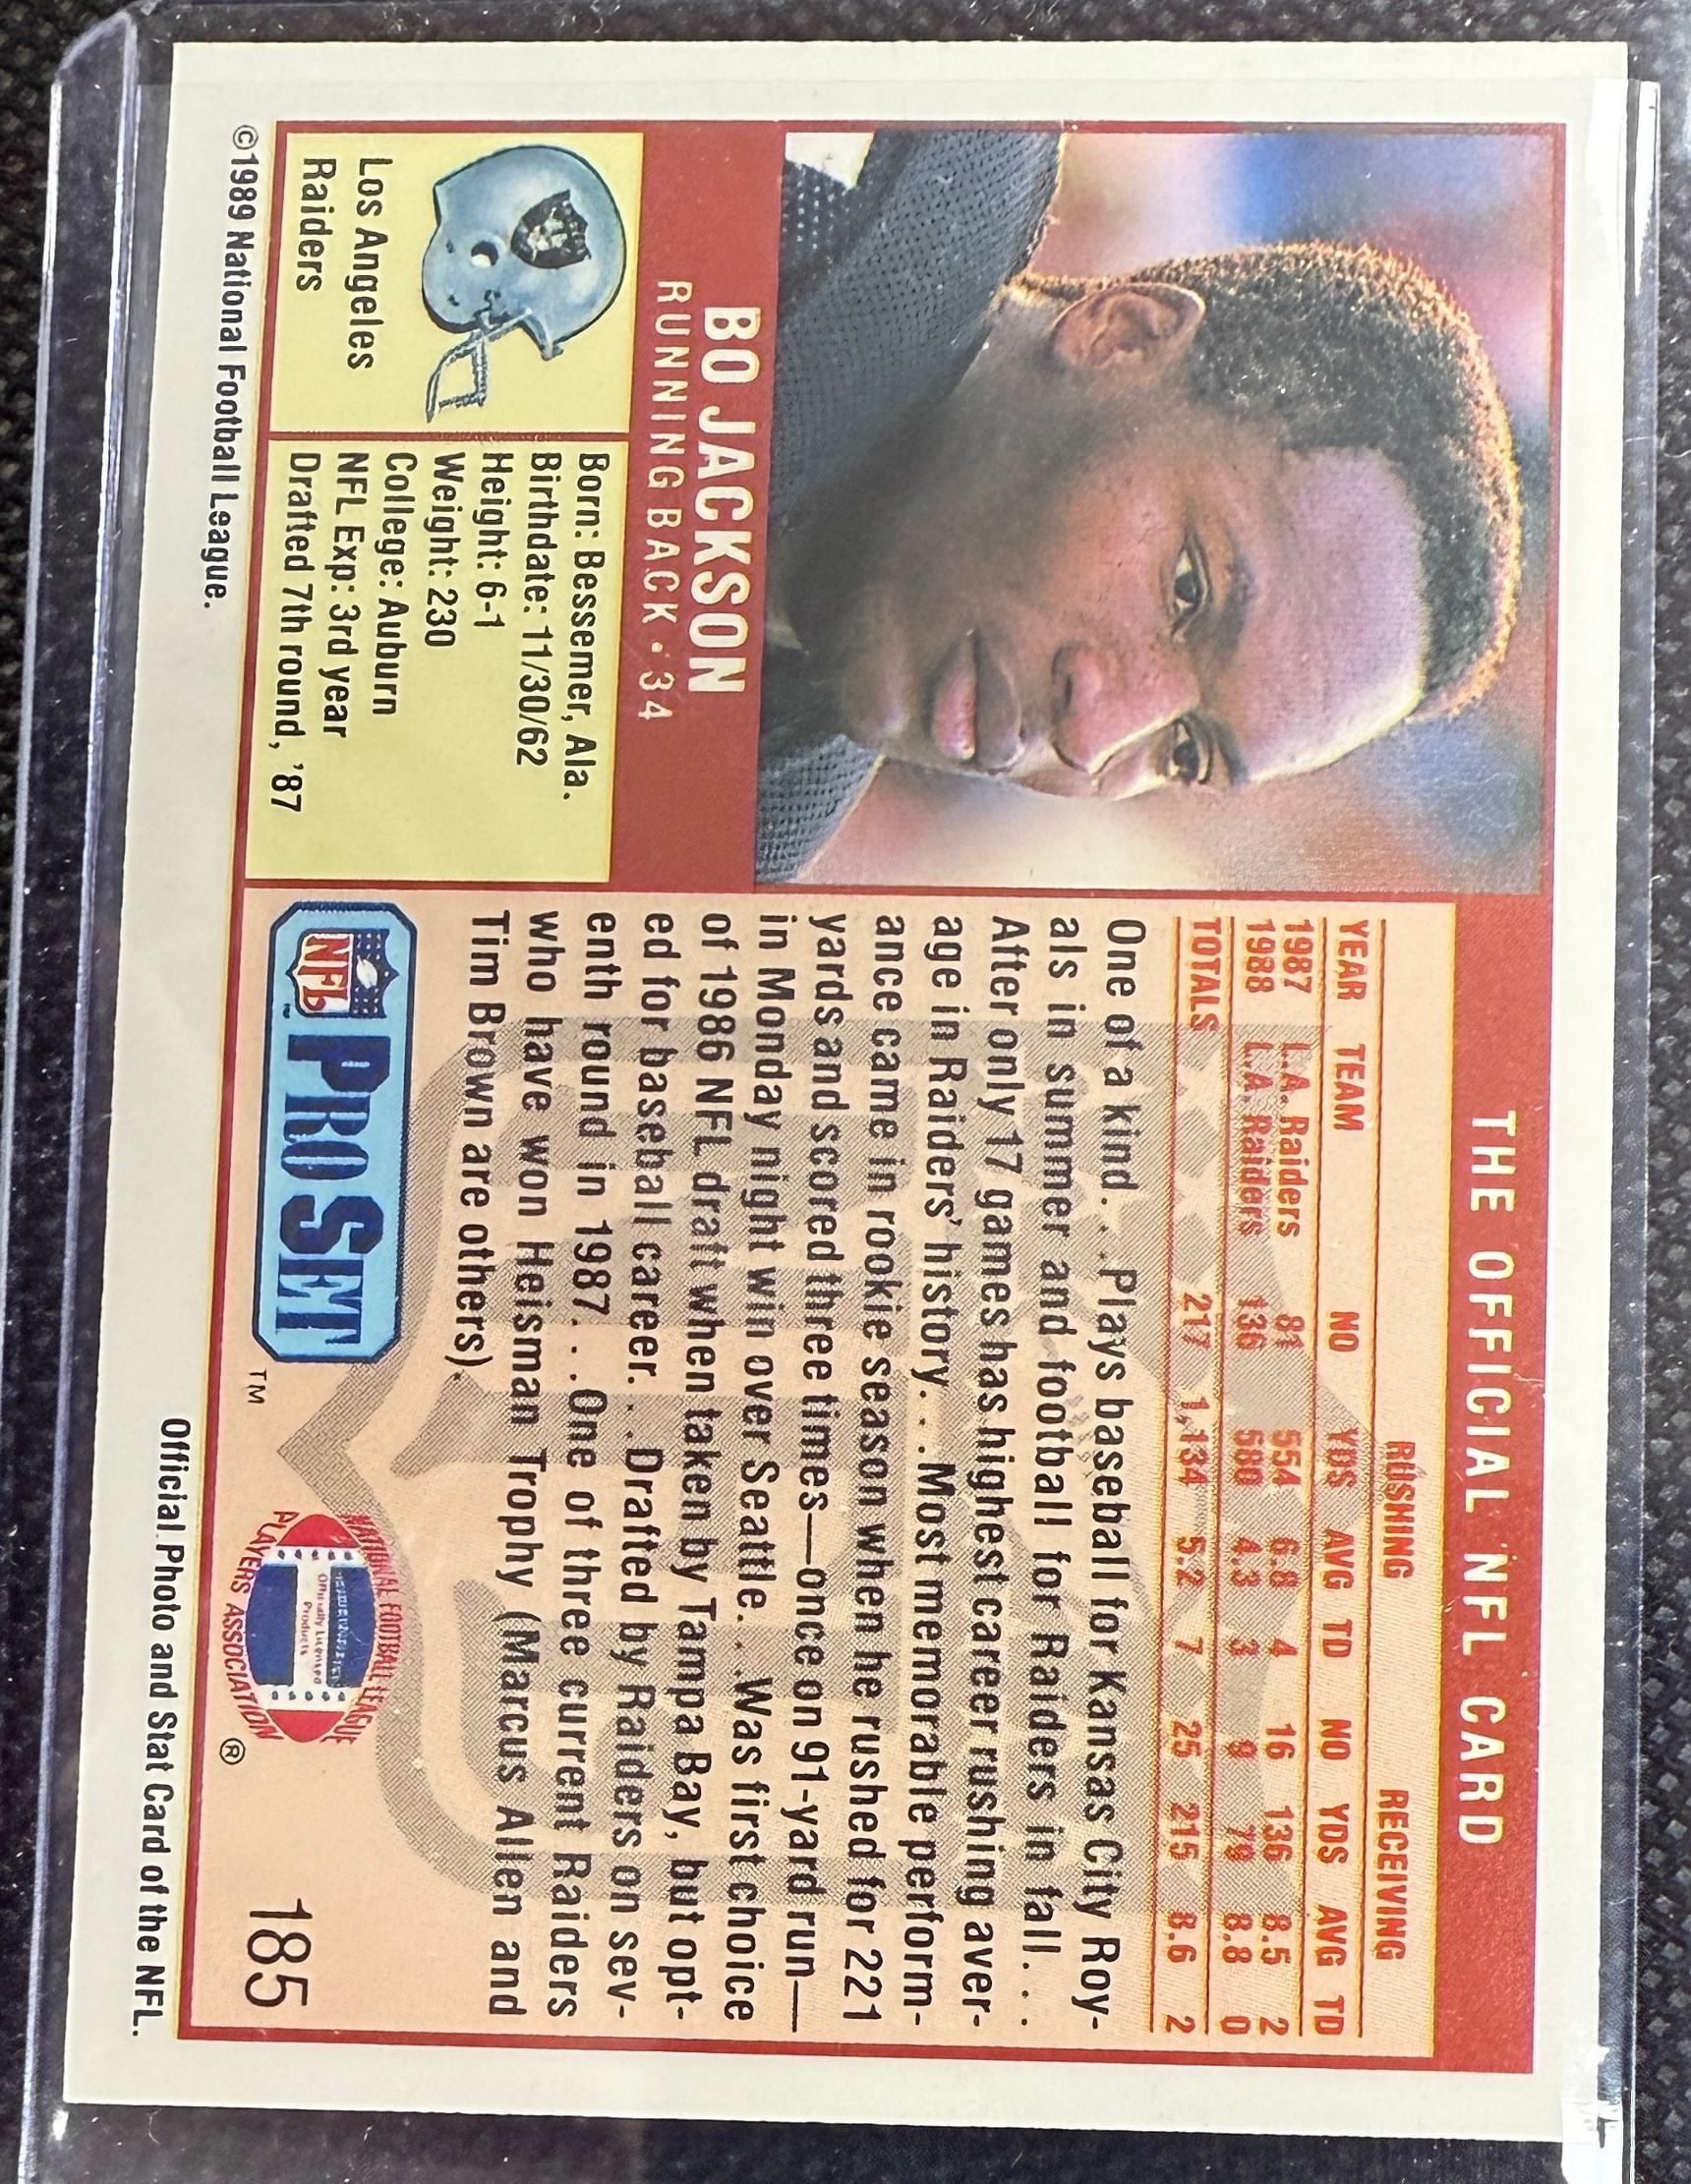 THE OFFICIAL NFL CARD
BO JACKSON
RUNNING BACK • 34
Los Angeles
Raiders
Born: Bessemer, Ala.
Birthdate: 11/30/62
Height: 6-1
Weight: 230
College: Auburn
NFL Exp: 3rd year
Drafted 7th round, '87
©1989 National Football League.
RUSHING RECEIVING
YEAR TEAM NO YDS AVG TD NO YDS AVG TD
1987 L.A. Raiders 81 554 6.8 4 16 136 8.5 2
1988 L.A. Raiders 136 580 4.3 3 9 79 8.8 0
TOTALS 217 1,134 5.2 7 25 215 8.6 2
One of a kind. . .Plays baseball for Kansas City Roy-
als in summer and football for Raiders in fall. . .
After only 17 games has highest career rushing aver-
age in Raiders' history. . .Most memorable perform-
ance came in rookie season when he rushed for 221
yards and scored three times—once on 91-yard run—
in Monday night win over Seattle. . .Was first choice
of 1986 NFL draft when taken by Tampa Bay, but opt-
ed for baseball career. . .Drafted by Raiders on sev-
enth round in 1987. . .One of three current Raiders
who have won Heisman Trophy (Marcus Allen and
Tim Brown are others).
NFL PRO SET ™
NATIONAL FOOTBALL LEAGUE
Officially Licensed
Products
PLAYERS ASSOCIATION ®
185
Official Photo and Stat Card of the NFL.